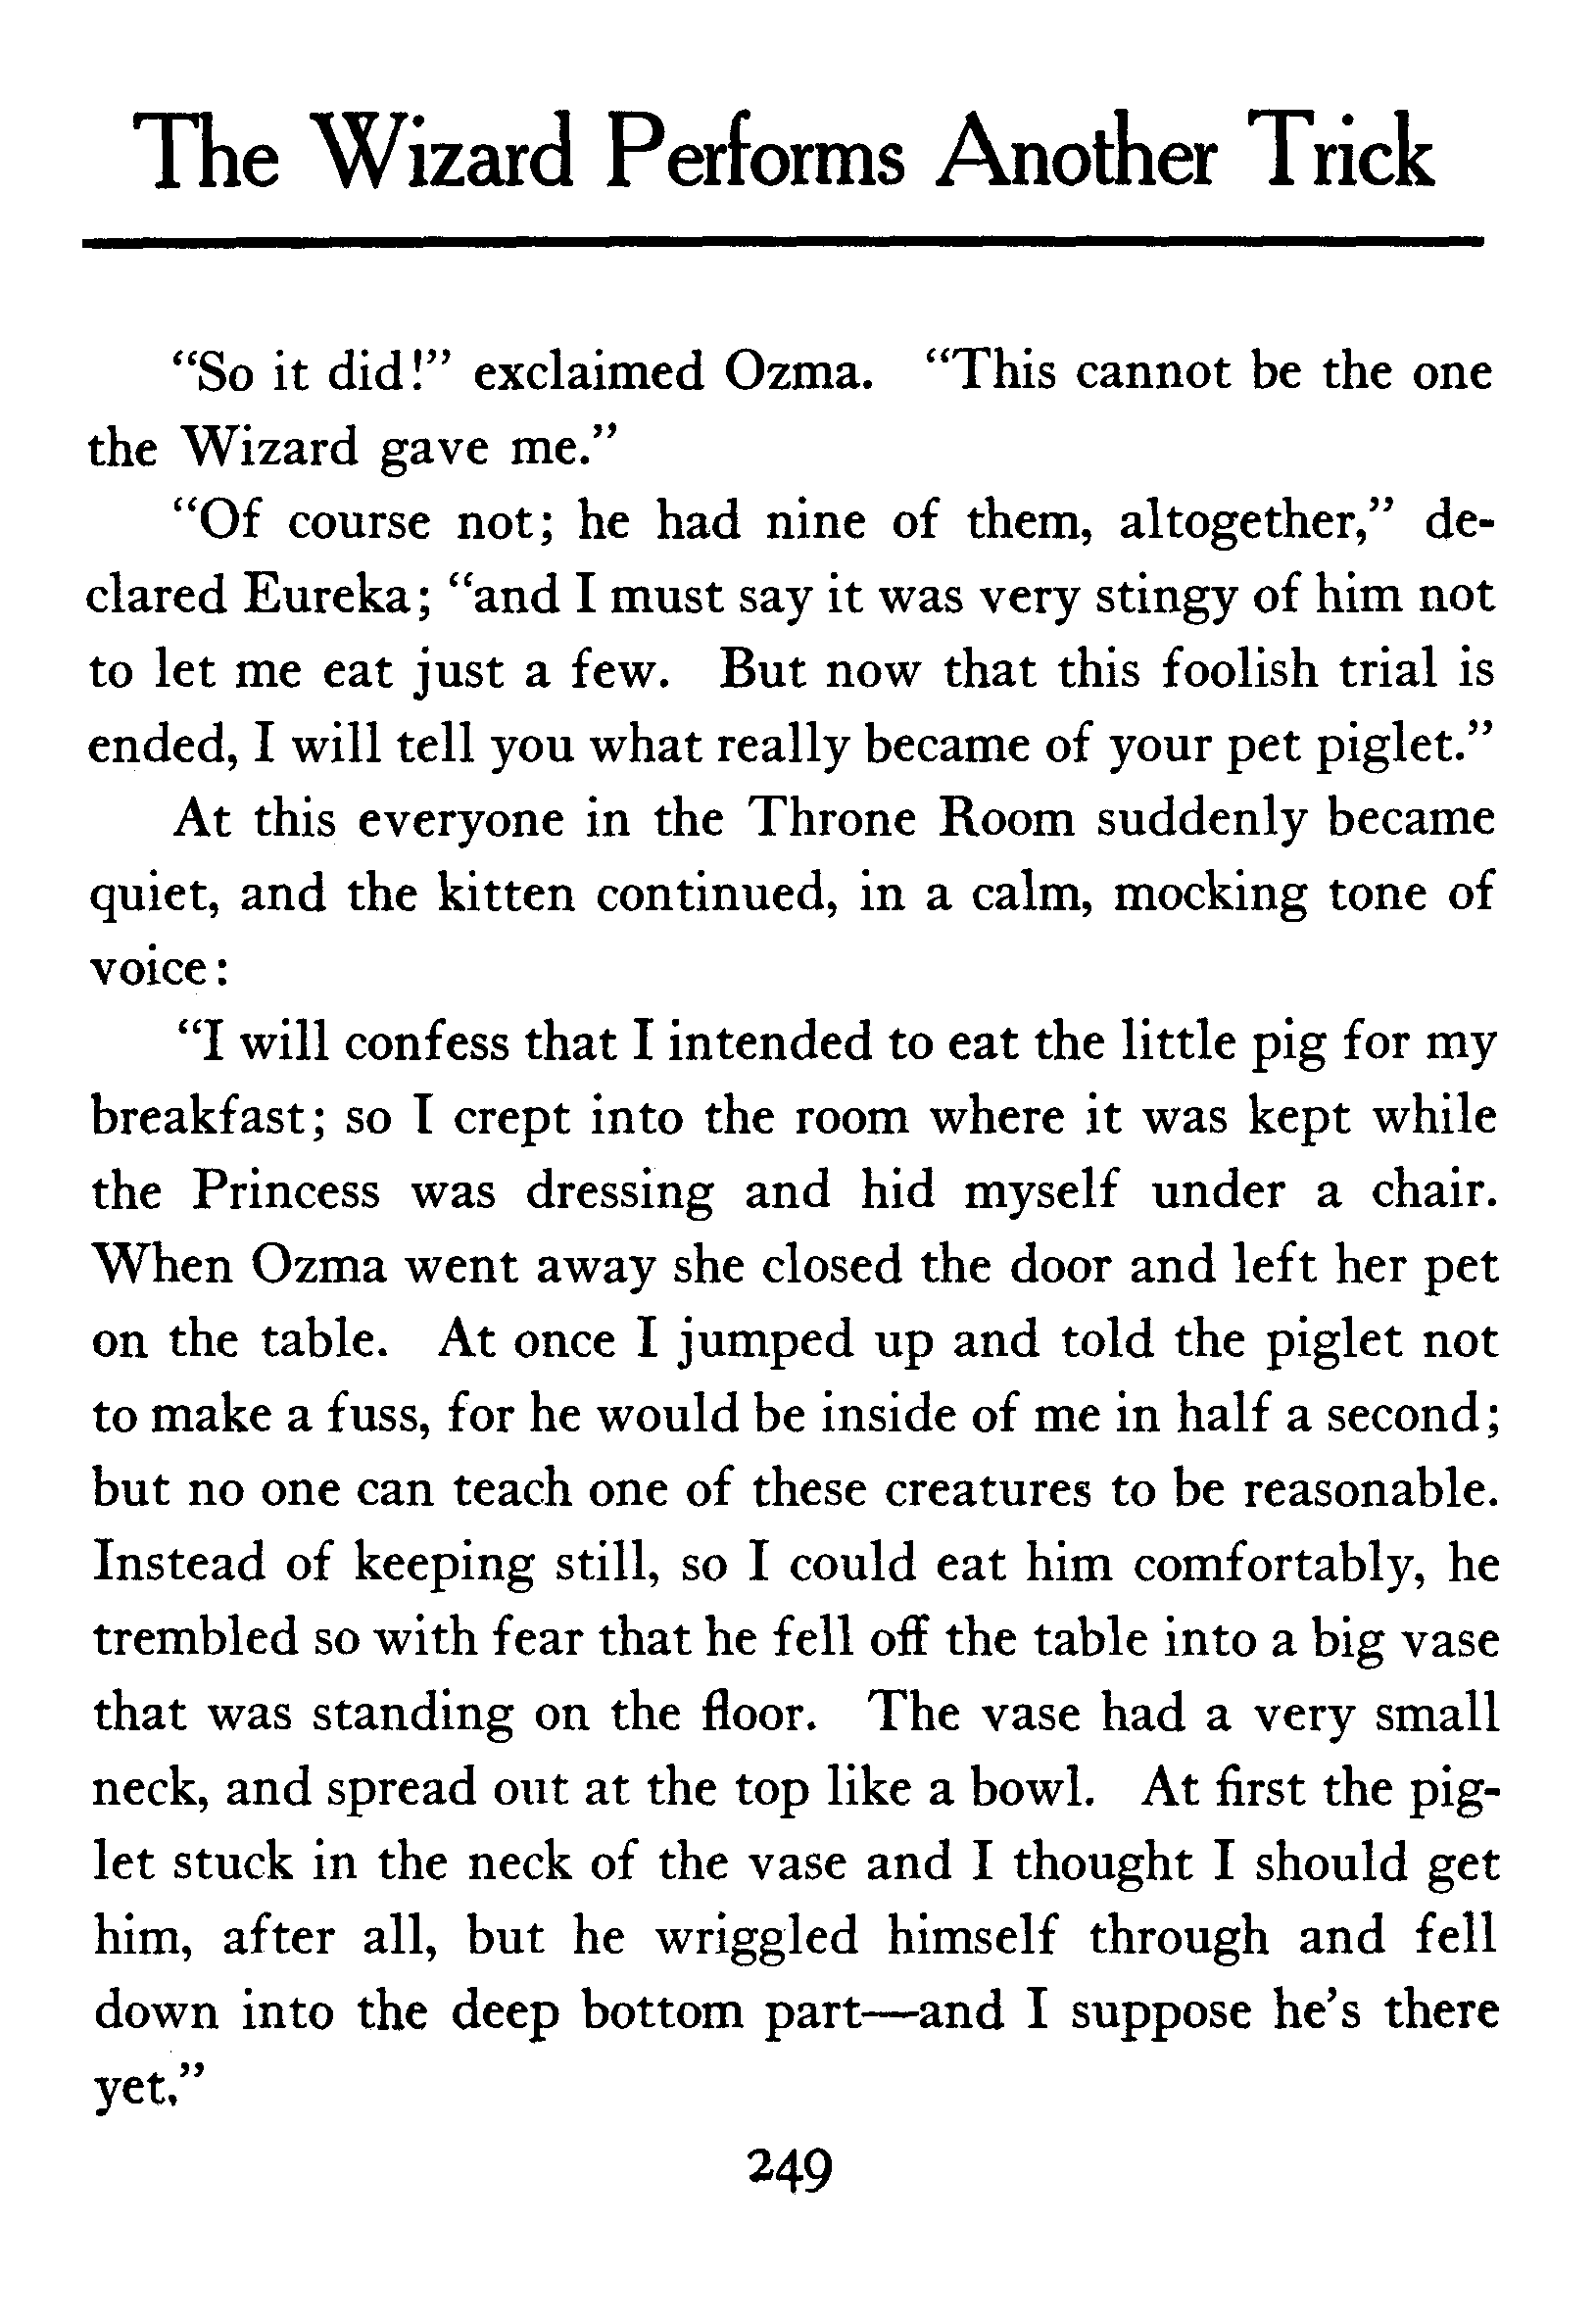 The Wizard Performs Another Trick
“So it did!” exclaimed Ozma. “This cannot be the one
the Wizard gave me.”
“Of course not; he had nine of them, altogether,” de-
clared Eureka; “and I must say it was very stingy of him not
to let me eat just a few. But now that this foolish trial is
ended, I will tell you what really became of your pet piglet.”
At this everyone in the Throne Room suddenly became
quiet, and the kitten continued, in a calm, mocking tone of
voice:
“I will confess that I intended to eat the little pig for my
breakfast; so I crept into the room where it was kept while
the Princess was dressing and hid myself under a chair.
When Ozma went away she closed the door and left her pet
on the table. At once I jumped up and told the piglet not
to make a fuss, for he would be inside of me in half a second;
but no one can teach one of these creatures to be reasonable.
Instead of keeping still, so I could eat him comfortably, he
trembled so with fear that he fell off the table into a big vase
that was standing on the floor. The vase had a very small
neck, and spread out at the top like a bowl. At first the pig-
let stuck in the neck of the vase and I thought I should get
him, after all, but he wriggled himself through and fell
down into the deep bottom part—and I suppose he’s there
yet.”
249